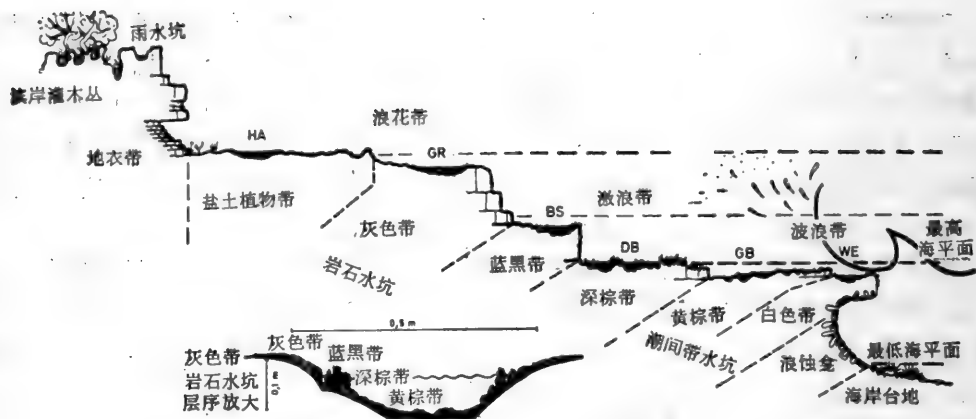 雨水坑
滨岸灌木丛
浪花带
HA
GR
地衣带
盐土植物带
激浪带
灰色带
BS
波浪带
最高
海平面
岩石水坑
蓝黑带
DB
GB
WE
深棕带
黄棕带
白色带
潮间带水坑
浪蚀龛
最低海平面
海岸台地
0,5 m
灰色带
灰色带
蓝黑带
岩石水坑
深棕带
层序放大
黄棕带